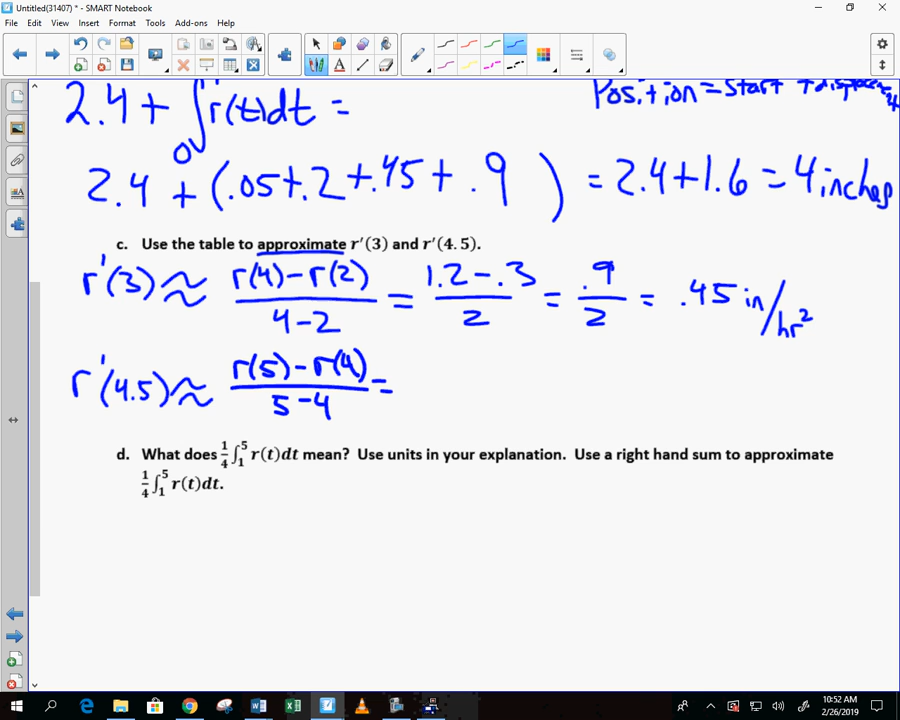 Untitled(31407) * - SMART Notebook
File Edit View Insert Format Tools Add-ons Help
2.4 + ∫ r(t)dt =
0
Position = start + displacement
2.4 + (.05+.2+.45+.9) = 2.4+1.6 = 4 inches
c. Use the table to approximate r′(3) and r′(4.5).
r'(3) ≈ r(4)-r(2) / 4-2 = 1.2-.3 / 2 = .9 / 2 = .45 in/hr²
r'(4.5) ≈ r(5)-r(4) / 5-4 =
d. What does 1/4 ∫₁⁵ r(t)dt mean? Use units in your explanation. Use a right hand sum to approximate
1/4 ∫₁⁵ r(t)dt.
10:52 AM
2/26/2019